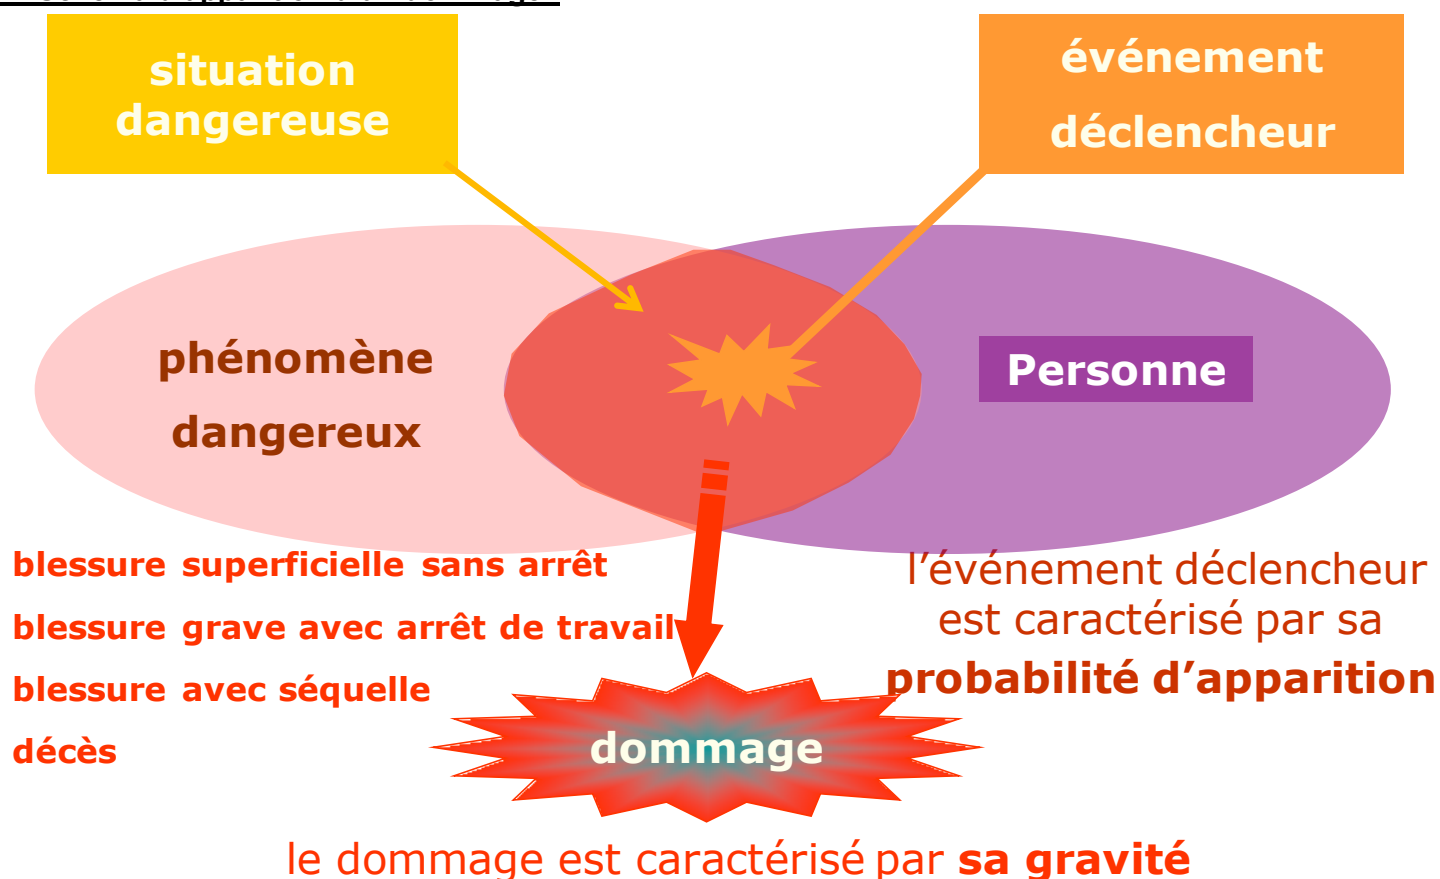 situation
dangereuse
événement
déclencheur
phénomène
dangereux
Personne
blessure superficielle sans arrêt
blessure grave avec arrêt de travail
blessure avec séquelle
décès
l’événement déclencheur
est caractérisé par sa
probabilité d’apparition
dommage
le dommage est caractérisé par sa gravité